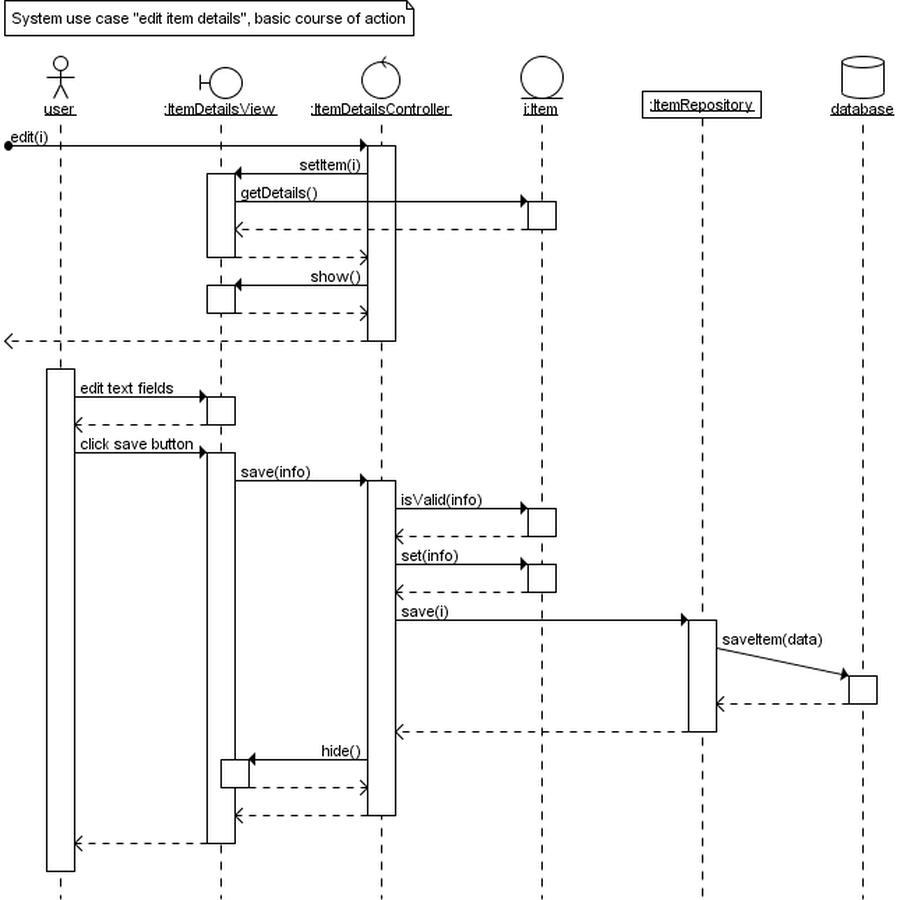 System use case "edit item details", basic course of action
user
:ItemDetailsView
:ItemDetailsController
i:Item
:ItemRepository
database
edit(i)
setItem(i)
getDetails()
show()
edit text fields
click save button
save(info)
isValid(info)
set(info)
save(i)
saveItem(data)
hide()